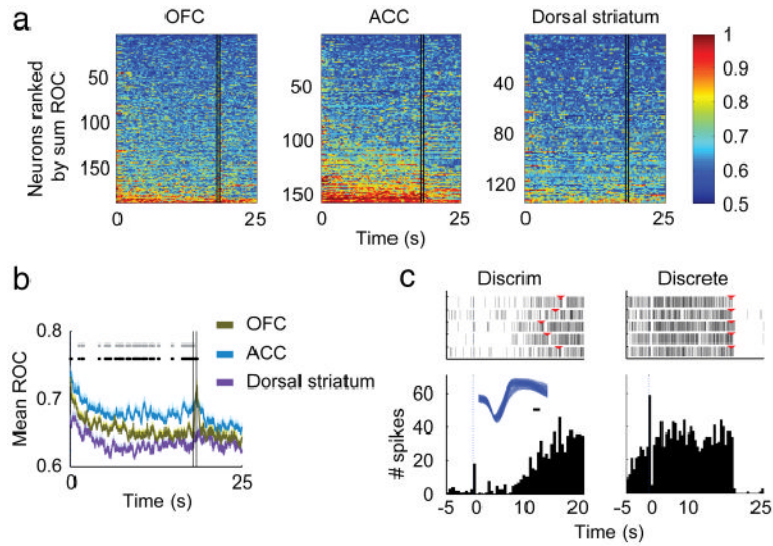 a
OFC
ACC
Dorsal striatum
Neurons ranked
by sum ROC
50
100
150
50
100
150
40
80
120
1
0.9
0.8
0.7
0.6
0.5
0
25
0
25
0
25
Time (s)
b
Mean ROC
0.8
0.7
0.6
OFC
ACC
Dorsal striatum
0
25
Time (s)
c
Discrim
Discrete
# spikes
60
40
20
0
-5
0
10
20
-5
0
10
25
Time (s)